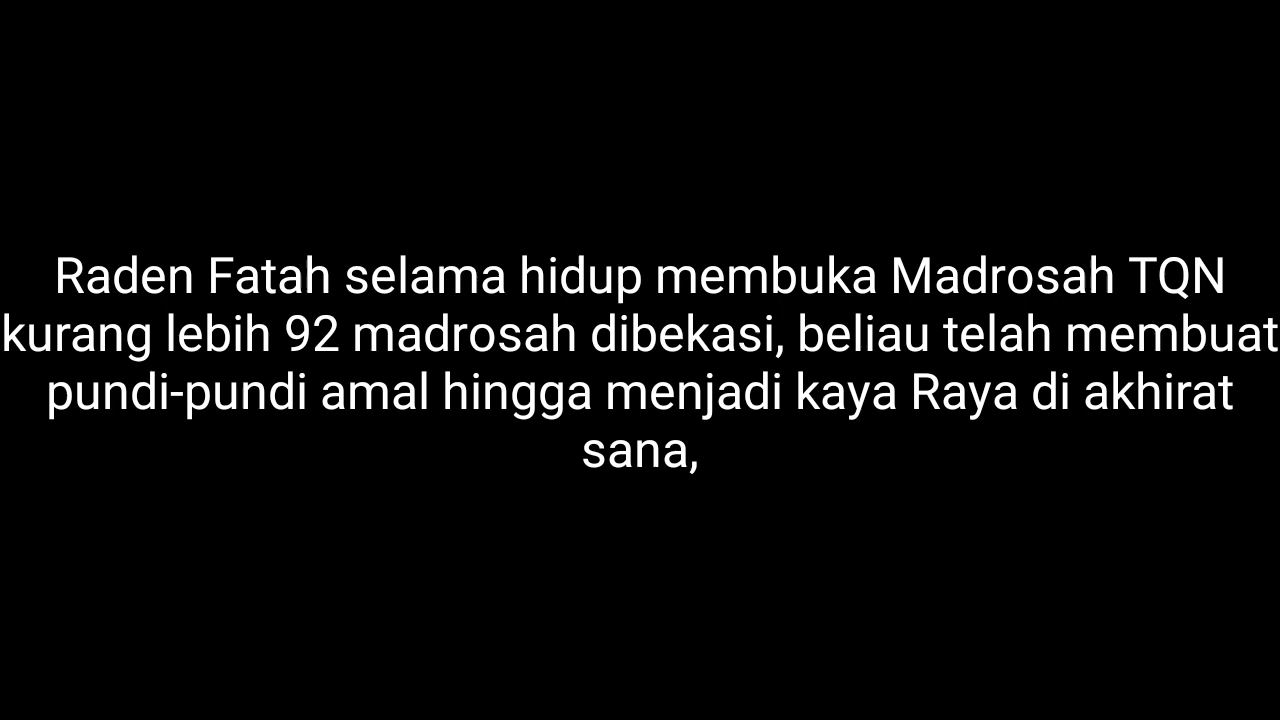 Raden Fatah selama hidup membuka Madrosah TQN
kurang lebih 92 madrosah dibekasi, beliau telah membuat
pundi-pundi amal hingga menjadi kaya Raya di akhirat
sana,